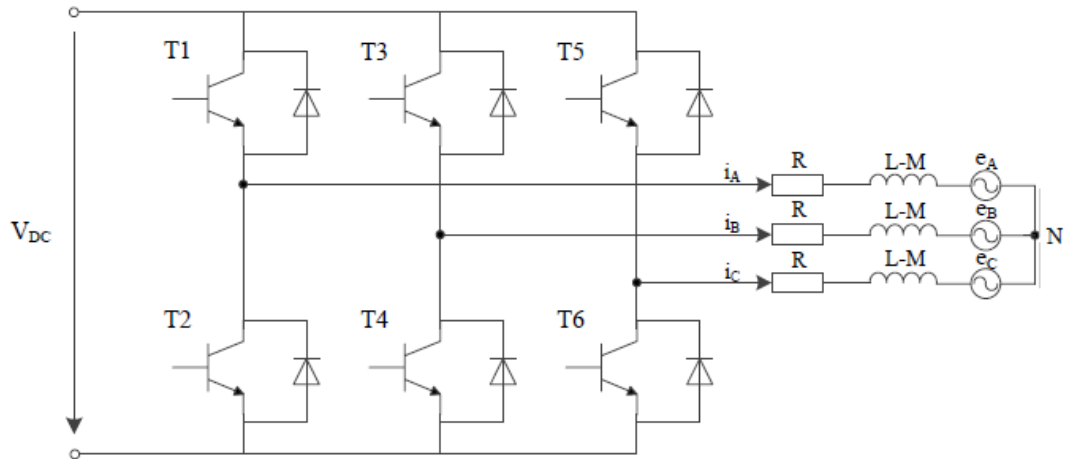 T1
T3
T5
V_DC
i_A
R
L-M
e_A
i_B
R
L-M
e_B
N
i_C
R
L-M
e_C
T2
T4
T6